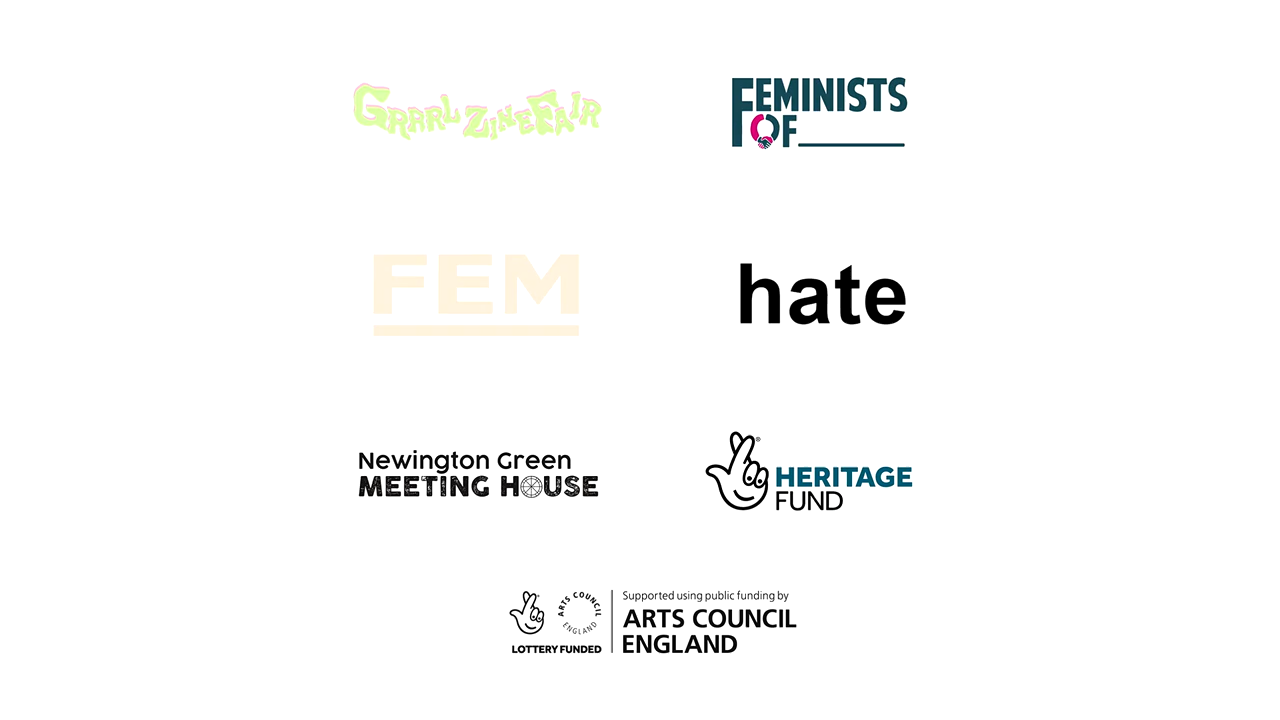 GRRRL ZINE FAIR
FEMINISTS
OF
FEM
hate
Newington Green
MEETING HOUSE
®
HERITAGE
FUND
ARTS COUNCIL
ENGLAND
LOTTERY FUNDED
Supported using public funding by
ARTS COUNCIL
ENGLAND